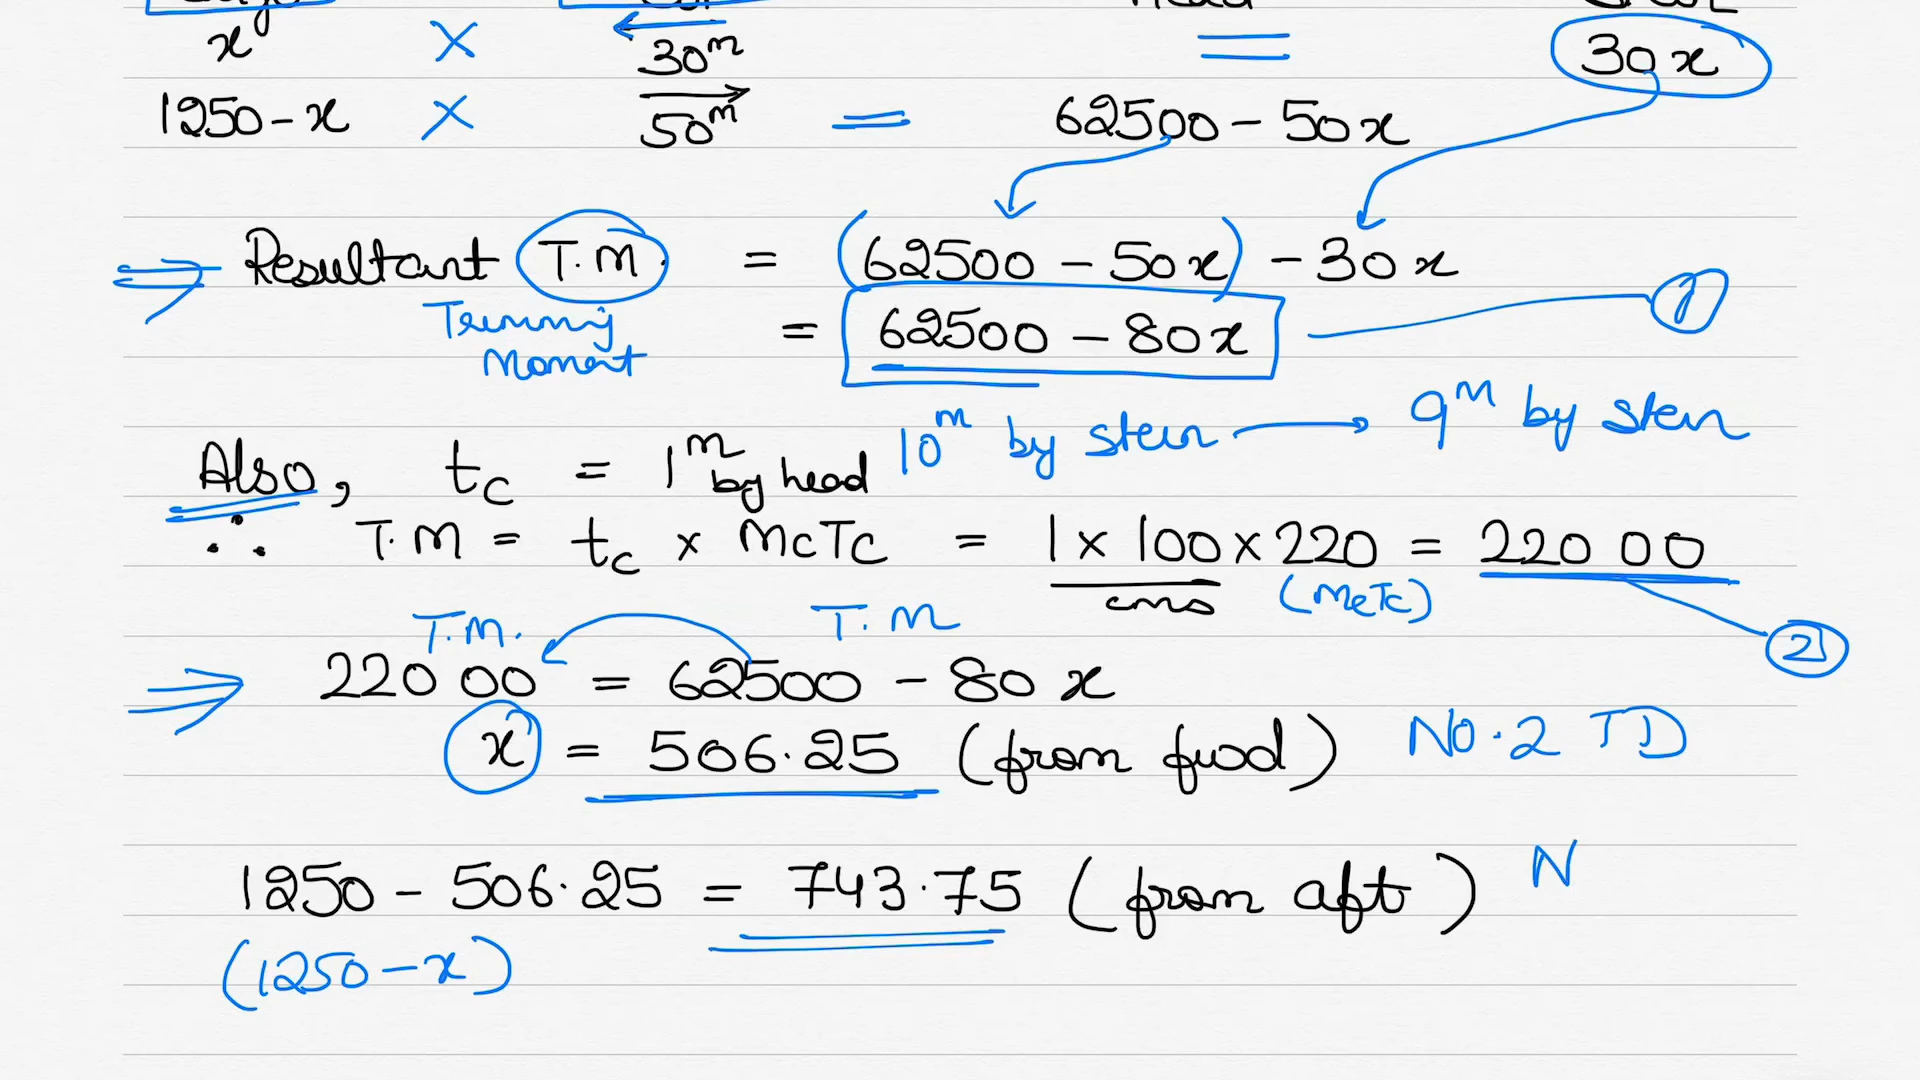 Head
x × 30m = 30x
1250-x × 50m = 62500 - 50x
Resultant T.M. = (62500 - 50x) - 30x
Trimming Moment
= 62500 - 80x 1
10m by stern → 9m by stern
Also, tc = 1m by head
∴ T.M = tc × MCTC = 1 × 100 × 220 = 22000
cms (MCTC)
T.M. T.M 2
⇒ 22000 = 62500 - 80x
x = 506.25 (from fwd) NO.2 TD
1250 - 506.25 = 743.75 (from aft) N
(1250-x)